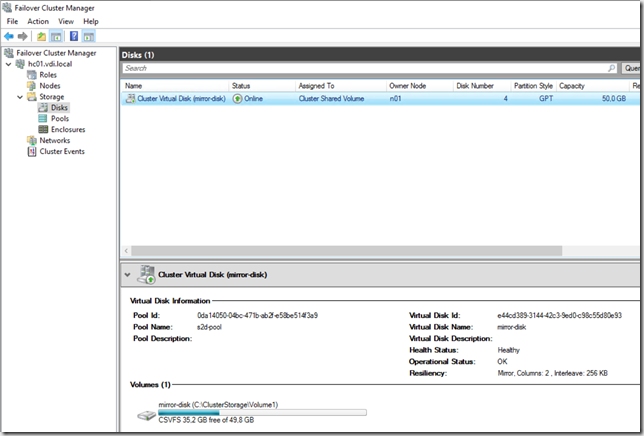 Failover Cluster Manager
File Action View Help
Failover Cluster Manager
hc01.vdi.local
Roles
Nodes
Storage
Disks
Pools
Enclosures
Networks
Cluster Events
Disks (1)
Search
Quer
Name Status Assigned To Owner Node Disk Number Partition Style Capacity Re
Cluster Virtual Disk (mirror-disk) Online Cluster Shared Volume n01 4 GPT 50,0 GB
Cluster Virtual Disk (mirror-disk)
Virtual Disk Information
Pool Id: 0da14050-04bc-471b-ab2f-e58be514f3a9 Virtual Disk Id: e44cd389-3144-42c3-9ed0-c98c55d80e93
Pool Name: s2d-pool Virtual Disk Name: mirror-disk
Pool Description: Virtual Disk Description:
Health Status: Healthy
Operational Status: OK
Resiliency: Mirror, Columns: 2 , Interleave: 256 KB
Volumes (1)
mirror-disk (C:\ClusterStorage\Volume1)
CSVFS 35,2 GB free of 49,8 GB